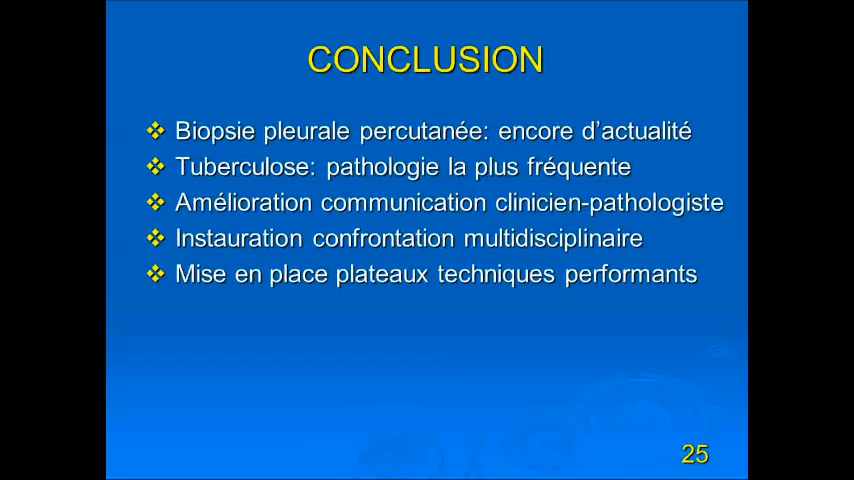 CONCLUSION
Biopsie pleurale percutanée: encore d'actualité
Tuberculose: pathologie la plus fréquente
Amélioration communication clinicien-pathologiste
Instauration confrontation multidisciplinaire
Mise en place plateaux techniques performants
25